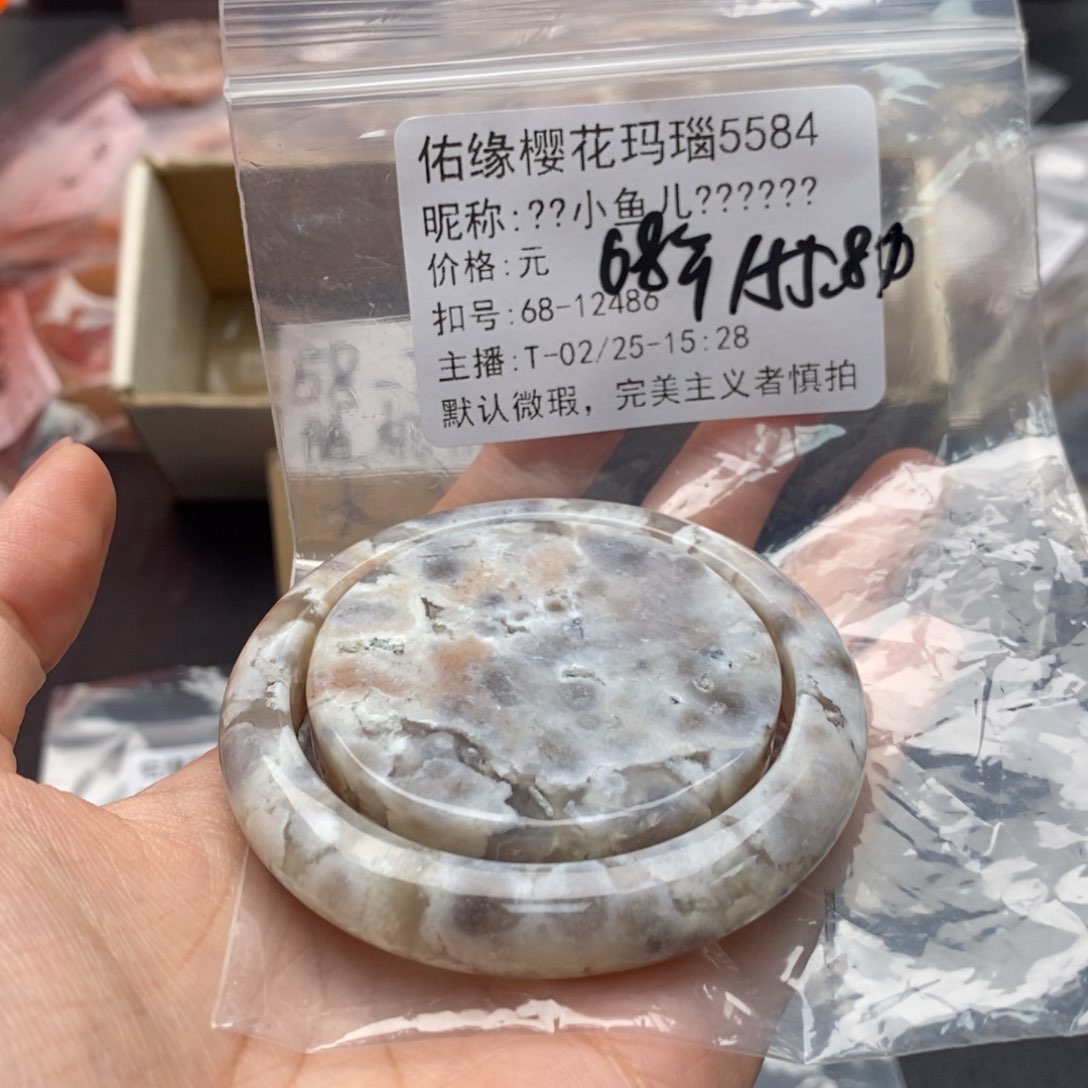 佑缘樱花玛瑙5584
昵称:??小鱼儿??????
价格:元
扣号:68-12486
主播:T-02/25-15:28
默认微瑕，完美主义者慎拍